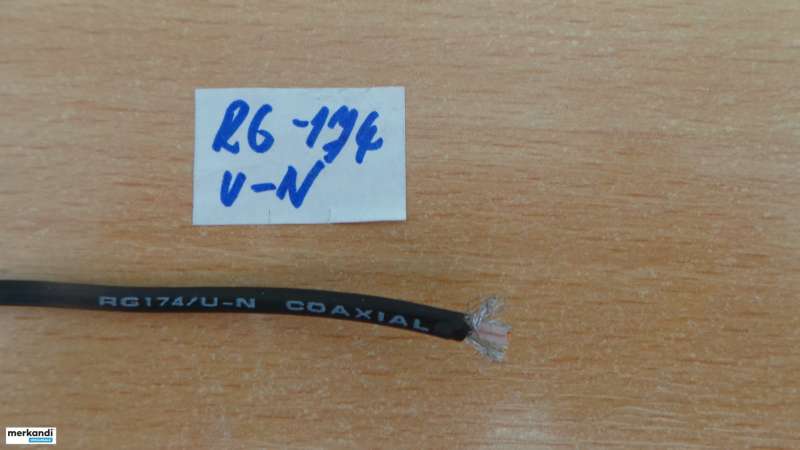 RG-174
U-N
RG174/U-N COAXIAL
merkandi